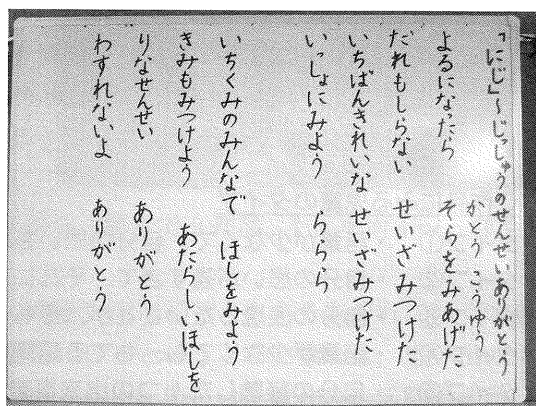 「にじ」～じっしゅうのせんせいありがとう
かとう こうゆう
よるになったら そらをみあげた
だれもしらない せいざみつけた
いちばんきれいな せいざみつけた
いっしょにみよう ららら
いちくみのみんなで ほしをみよう
きみもみつけよう あたらしいほしを
りなせんせい ありがとう
わすれないよ ありがとう